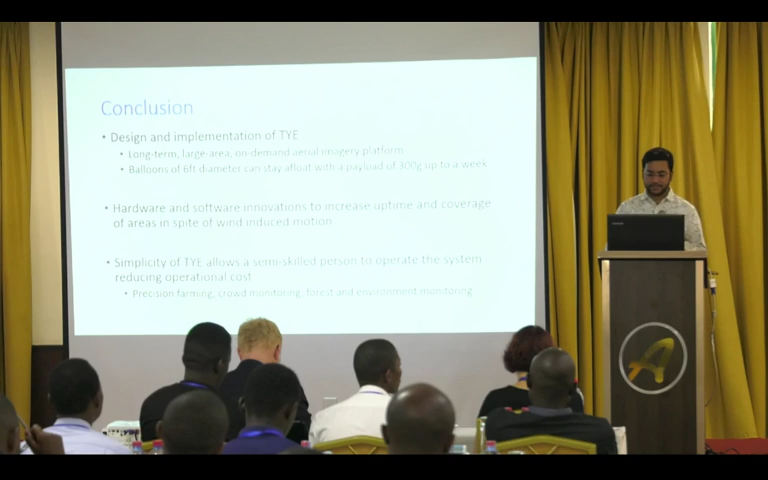 Conclusion
• Design and implementation of TYE
• Long-term, large-area, on-demand aerial imagery platform
• Balloons of 6ft diameter can stay afloat with a payload of 300g up to a week
• Hardware and software innovations to increase uptime and coverage
of areas in spite of wind induced motion
• Simplicity of TYE allows a semi-skilled person to operate the system
reducing operational cost
• Precision farming, crowd monitoring, forest and environment monitoring